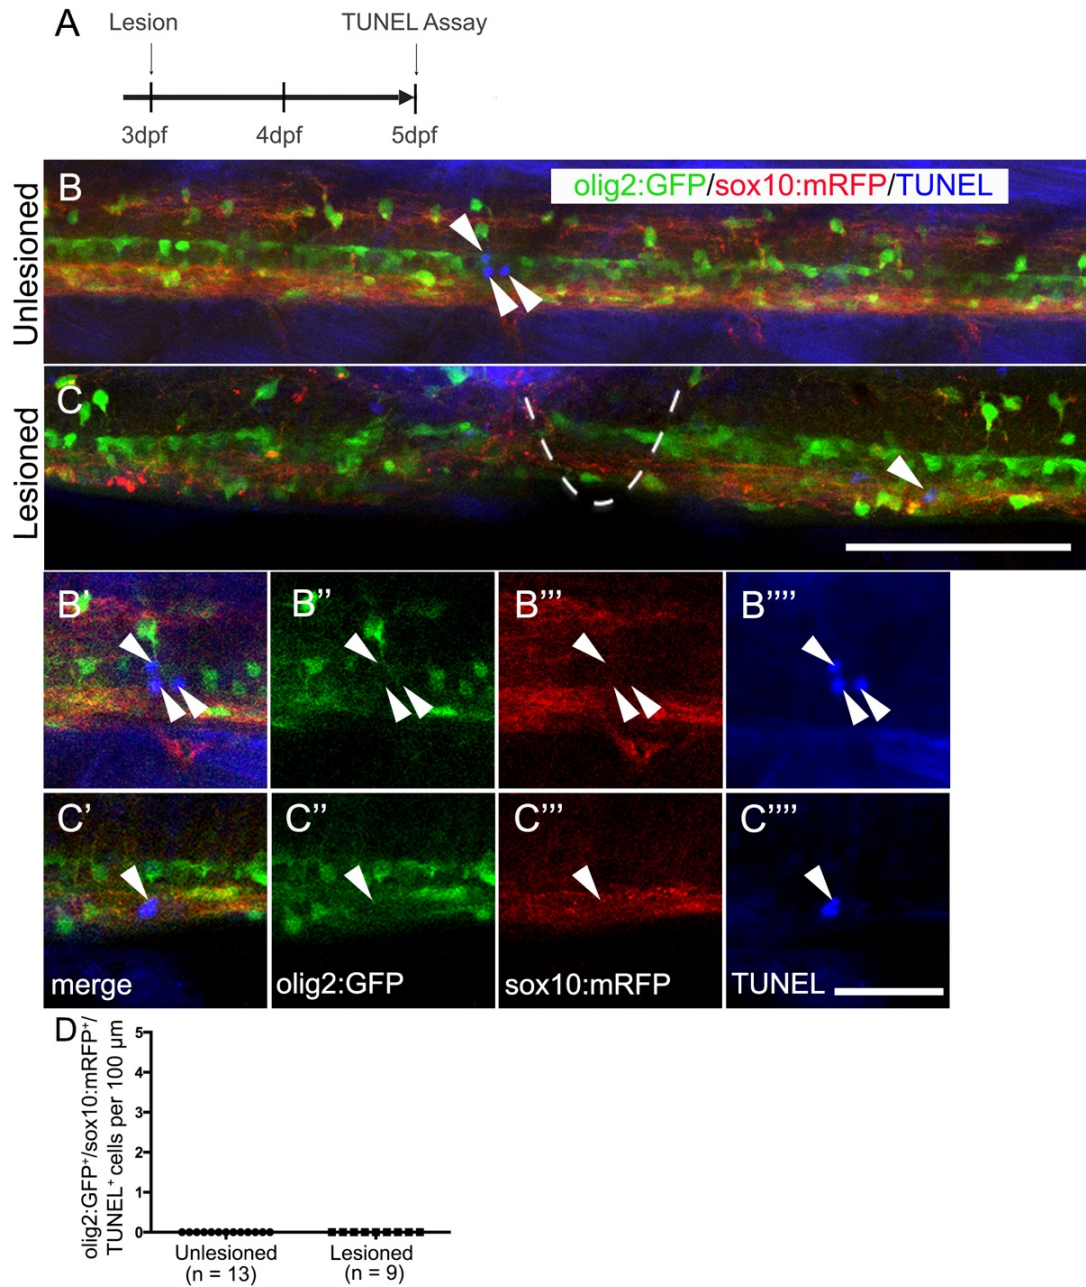 A
Lesion TUNEL Assay
3dpf 4dpf 5dpf
Unlesioned
B
olig2:GFP/sox10:mRFP/TUNEL
Lesioned
C
B’ B’’ B’’’ B’’’’
C’ C’’ C’’’ C’’’’
merge olig2:GFP sox10:mRFP TUNEL
D
olig2:GFP⁺/sox10:mRFP⁺/
TUNEL⁺ cells per 100 µm
5
4
3
2
1
0
Unlesioned Lesioned
(n = 13) (n = 9)